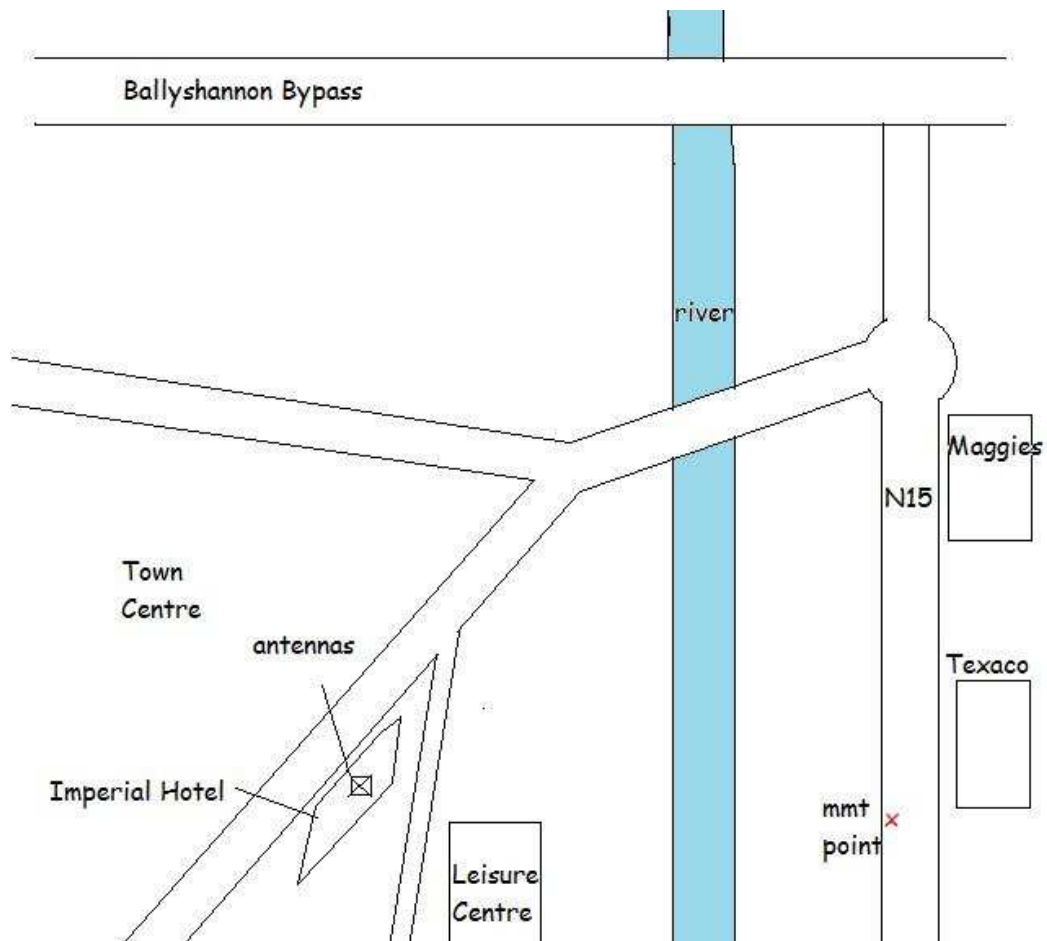 Ballyshannon Bypass
river
Maggies
N15
Town
Centre
antennas
Texaco
Imperial Hotel
mmt
point
Leisure
Centre